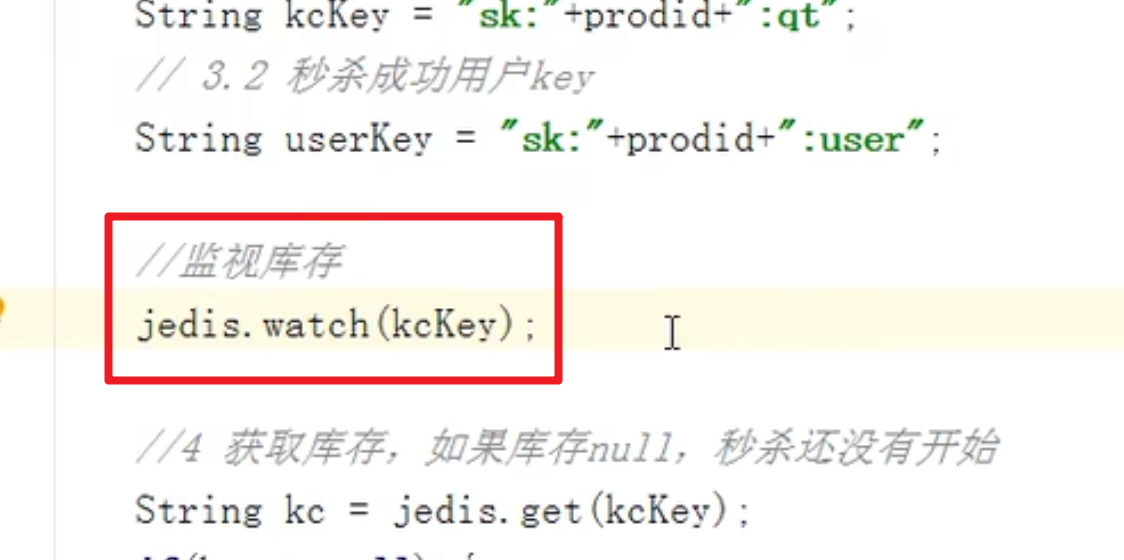 String kcKey = "sk:"+prodid+":qt";
// 3.2 秒杀成功用户key
String userKey = "sk:"+prodid+":user";
//监视库存
jedis.watch(kcKey);
//4 获取库存，如果库存null，秒杀还没有开始
String kc = jedis.get(kcKey);